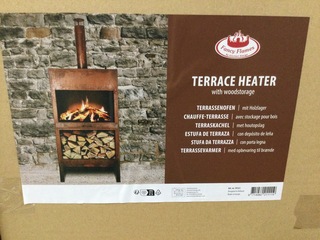 Fancy Flames
TERRACE HEATER
with woodstorage
TERRASSENOFEN | mit Holzlager
CHAUFFE-TERRASSE | avec stockage pour bois
TERRASKACHEL | met houtopslag
ESTUFA DE TERRAZA | con depósito de leña
STUFA DA TERRAZZA | con porta legna
TERRASSEVARMER | med opbevaring til brænde